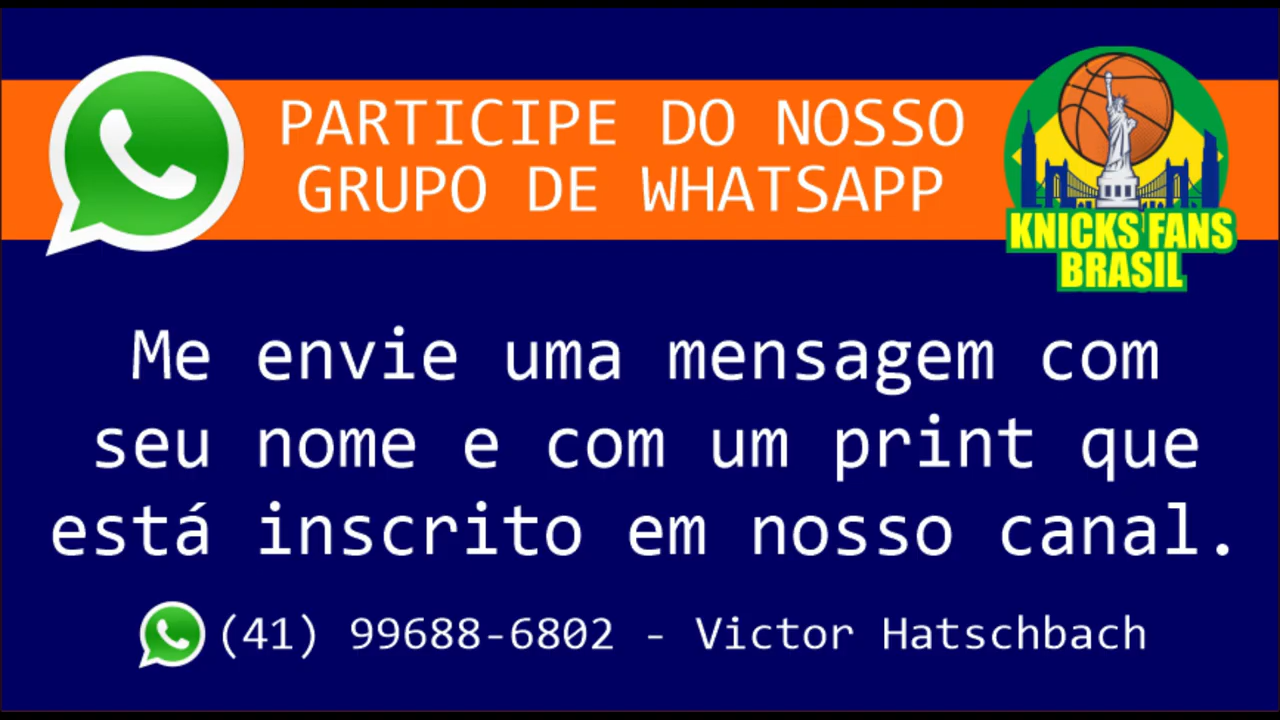 PARTICIPE DO NOSSO
GRUPO DE WHATSAPP
KNICKS FANS
BRASIL
Me envie uma mensagem com
seu nome e com um print que
está inscrito em nosso canal.
(41) 99688-6802 - Victor Hatschbach